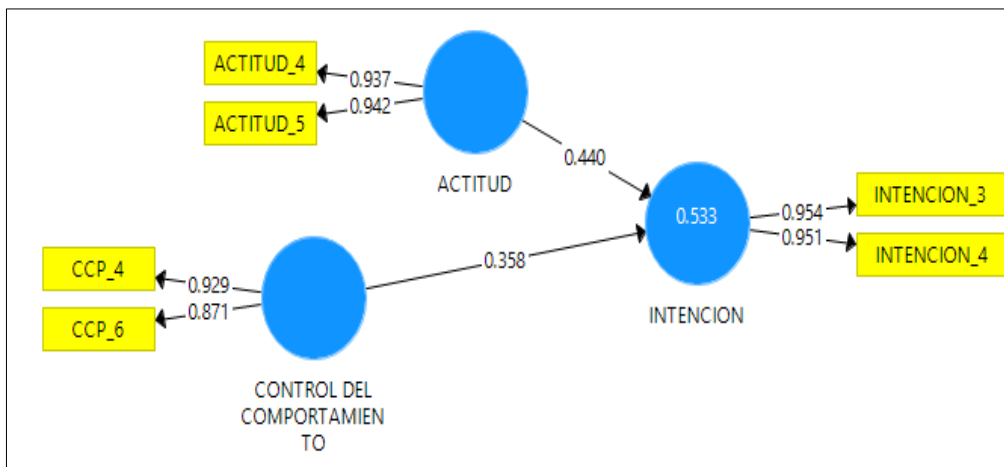 ACTITUD_4
0.937
ACTITUD_5
0.942
ACTITUD
0.440
0.533
INTENCION
0.954
INTENCION_3
0.951
INTENCION_4
CCP_4
0.929
CCP_6
0.871
0.358
CONTROL DEL
COMPORTAMIEN
TO